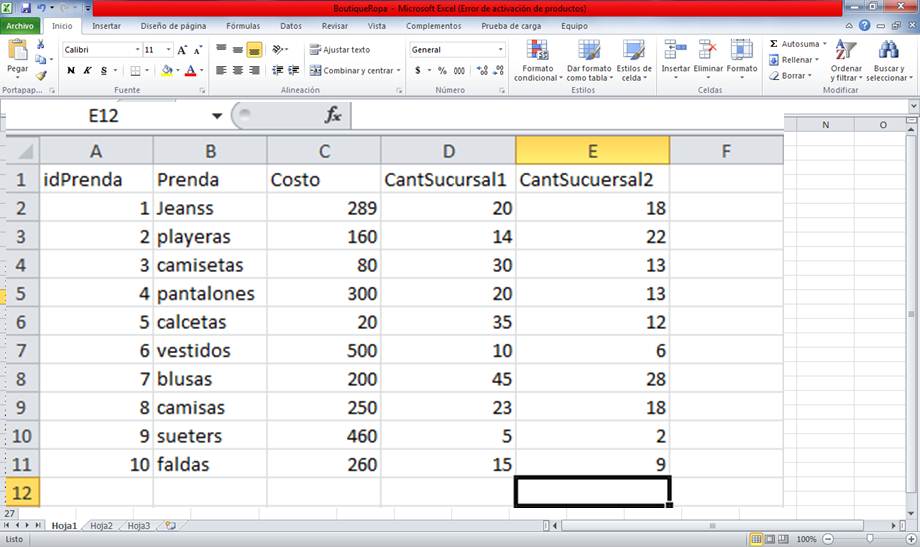 BoutiqueRopa - Microsoft Excel (Error de activación de productos)
Archivo Inicio Insertar Diseño de página Fórmulas Datos Revisar Vista Complementos Prueba de carga Equipo
Calibri 11 A A Ajustar texto General Σ Autosuma
Pegar N K S A Combinar y centrar $ % 000 Formato condicional Dar formato como tabla Estilos de celda Insertar Eliminar Formato Rellenar Borrar Ordenar y filtrar Buscar y seleccionar
Portapap... Fuente Alineación Número Estilos Celdas Modificar
E12 fx
A B C D E F N O
1 idPrenda Prenda Costo CantSucursal1 CantSucuersal2
2 1 Jeanss 289 20 18
3 2 playeras 160 14 22
4 3 camisetas 80 30 13
5 4 pantalones 300 20 13
6 5 calcetas 20 35 12
7 6 vestidos 500 10 6
8 7 blusas 200 45 28
9 8 camisas 250 23 18
10 9 sueters 460 5 2
11 10 faldas 260 15 9
12
27
Hoja1 Hoja2 Hoja3
Listo 100%